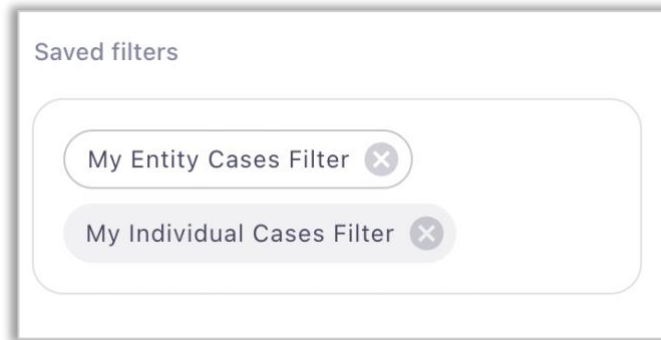 Saved filters
My Entity Cases Filter
My Individual Cases Filter